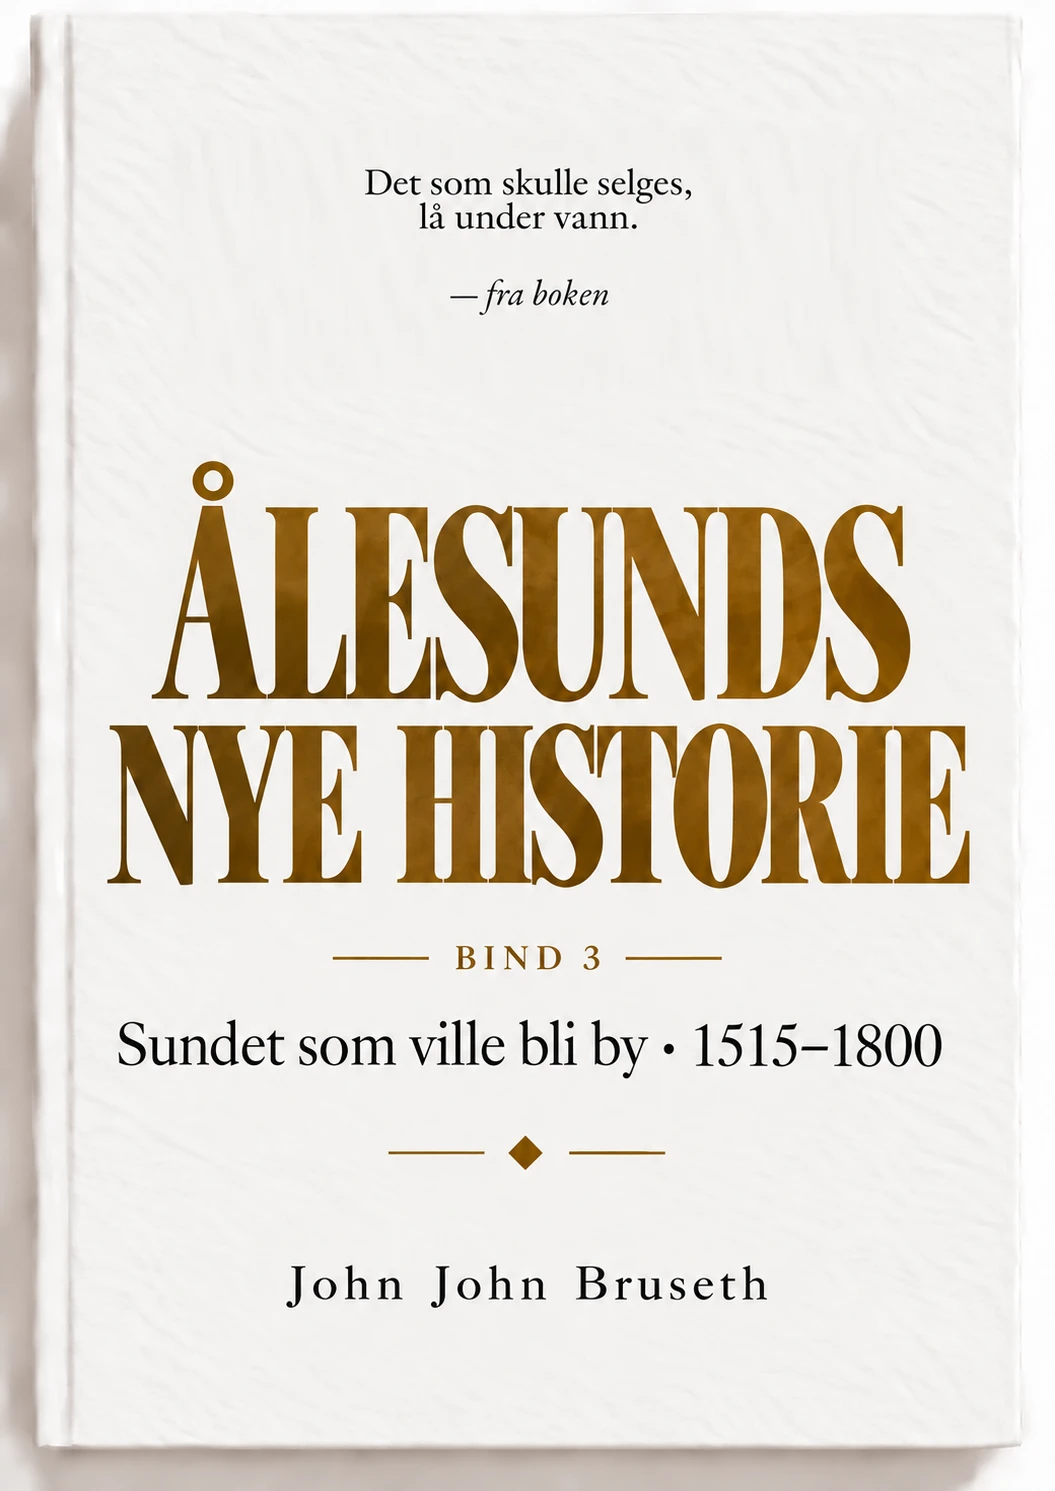 Det som skulle selges,
lå under vann.
— fra boken
ÅLESUNDS
NYE HISTORIE
BIND 3
Sundet som ville bli by · 1515–1800
John John Bruseth